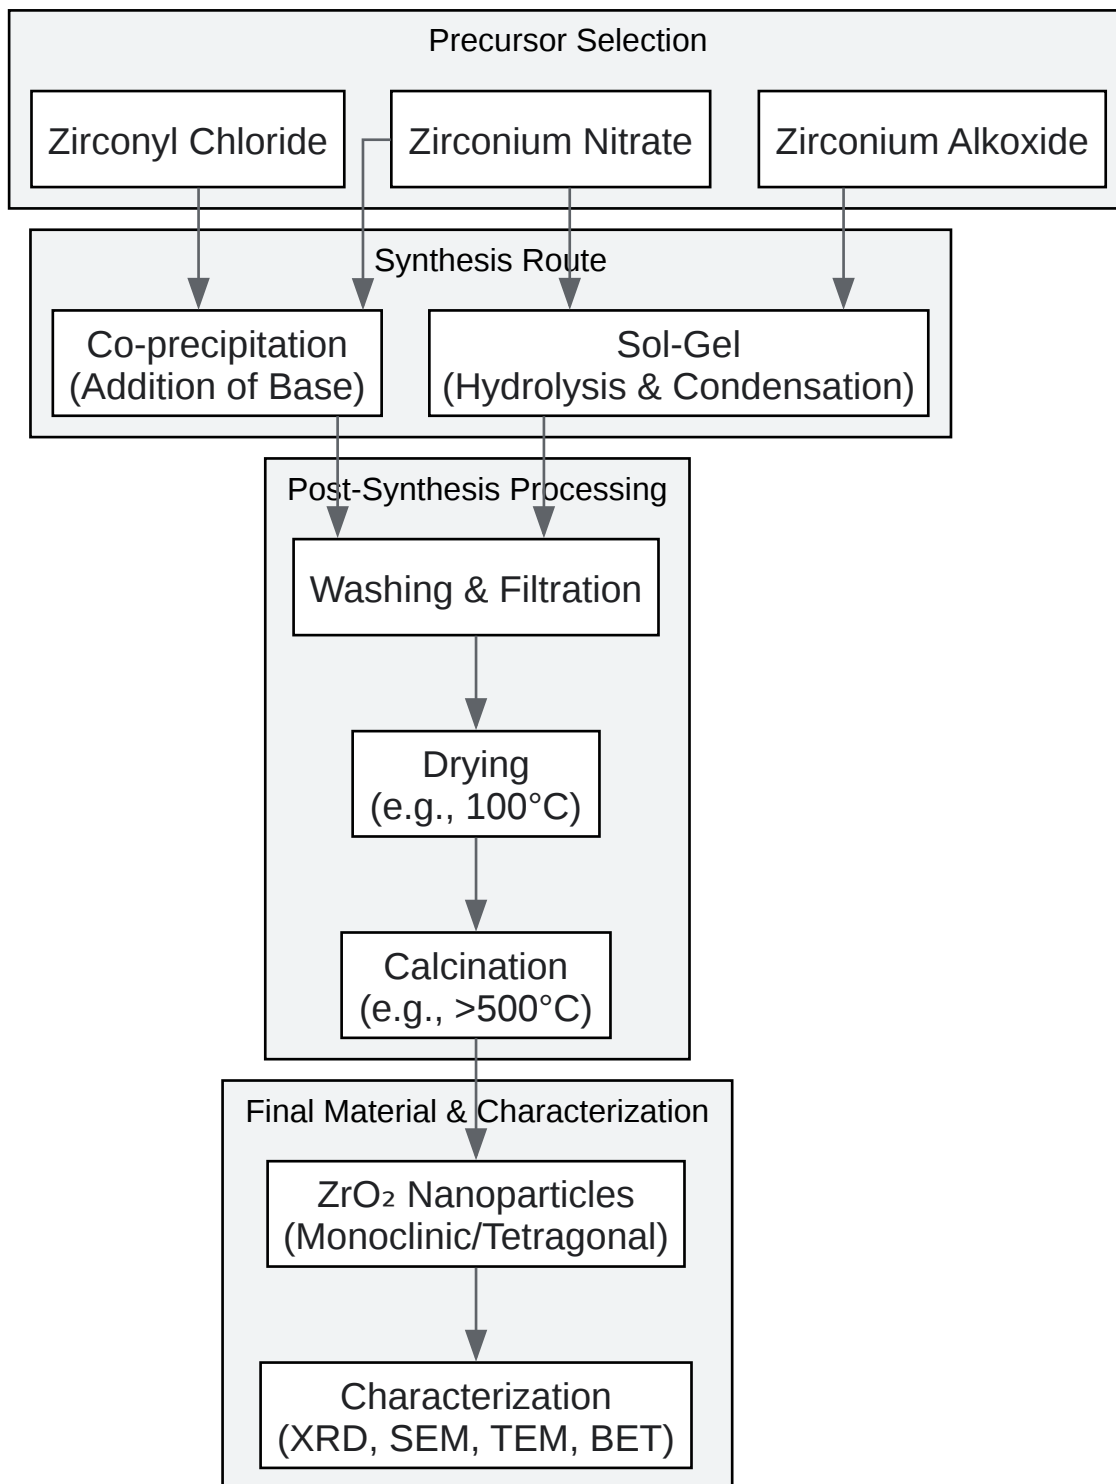 Precursor Selection
Zirconyl Chloride
Zirconium Nitrate
Zirconium Alkoxide
Synthesis Route
Co-precipitation
(Addition of Base)
Sol-Gel
(Hydrolysis & Condensation)
Post-Synthesis Processing
Washing & Filtration
Drying
(e.g., 100°C)
Calcination
(e.g., >500°C)
Final Material & Characterization
ZrO₂ Nanoparticles
(Monoclinic/Tetragonal)
Characterization
(XRD, SEM, TEM, BET)